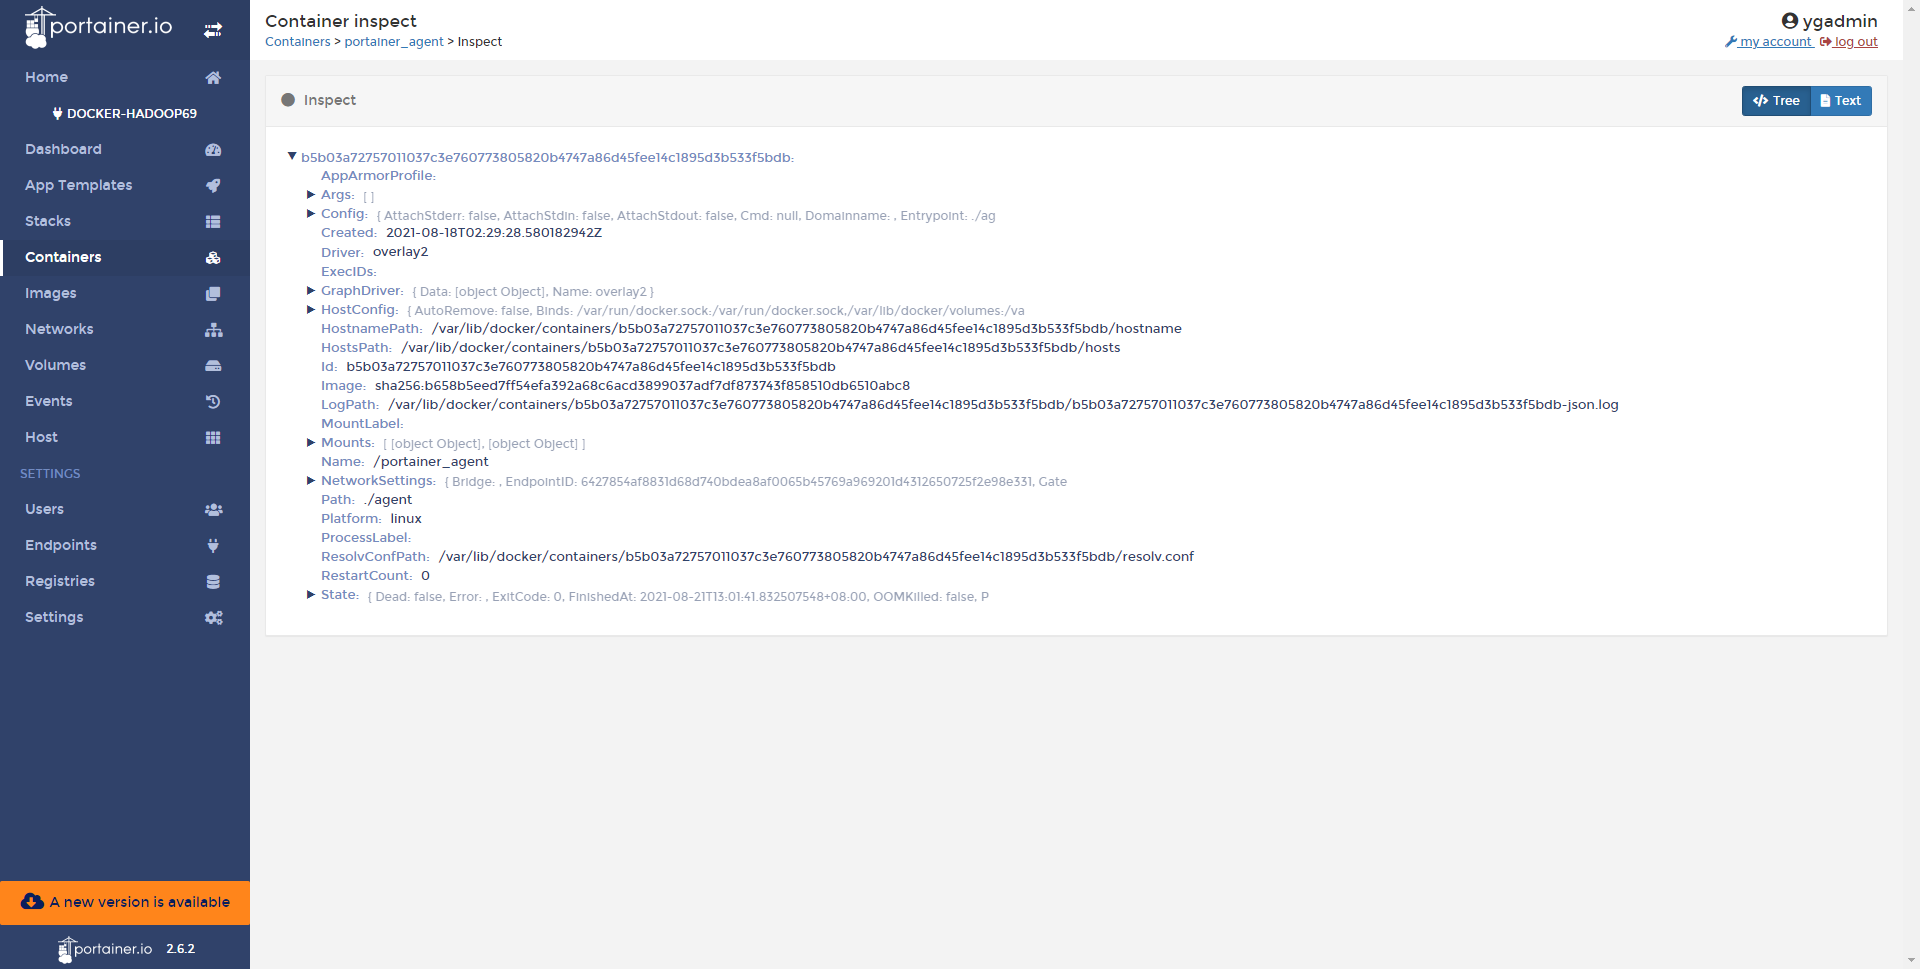 portainer.io
Home
DOCKER-HADOOP69
Dashboard
App Templates
Stacks
Containers
Images
Networks
Volumes
Events
Host
SETTINGS
Users
Endpoints
Registries
Settings
A new version is available
portainer.io 2.6.2
Container inspect
Containers > portainer_agent > Inspect
ygadmin
my account log out
Inspect
Tree Text
b5b03a72757011037c3e760773805820b4747a86d45fee14c1895d3b533f5bdb:
AppArmorProfile:
Args: [ ]
Config: { AttachStderr: false, AttachStdin: false, AttachStdout: false, Cmd: null, Domainname: , Entrypoint: ./ag
Created: 2021-08-18T02:29:28.580182942Z
Driver: overlay2
ExecIDs:
GraphDriver: { Data: [object Object], Name: overlay2 }
HostConfig: { AutoRemove: false, Binds: /var/run/docker.sock:/var/run/docker.sock,/var/lib/docker/volumes:/va
HostnamePath: /var/lib/docker/containers/b5b03a72757011037c3e760773805820b4747a86d45fee14c1895d3b533f5bdb/hostname
HostsPath: /var/lib/docker/containers/b5b03a72757011037c3e760773805820b4747a86d45fee14c1895d3b533f5bdb/hosts
Id: b5b03a72757011037c3e760773805820b4747a86d45fee14c1895d3b533f5bdb
Image: sha256:b658b5eed7ff54efa392a68c6acd3899037adf7df873743f858510db6510abc8
LogPath: /var/lib/docker/containers/b5b03a72757011037c3e760773805820b4747a86d45fee14c1895d3b533f5bdb/b5b03a72757011037c3e760773805820b4747a86d45fee14c1895d3b533f5bdb-json.log
MountLabel:
Mounts: [ [object Object], [object Object] ]
Name: /portainer_agent
NetworkSettings: { Bridge: , EndpointID: 6427854af8831d68d740bdea8af0065b45769a969201d4312650725f2e98e331, Gate
Path: ./agent
Platform: linux
ProcessLabel:
ResolvConfPath: /var/lib/docker/containers/b5b03a72757011037c3e760773805820b4747a86d45fee14c1895d3b533f5bdb/resolv.conf
RestartCount: 0
State: { Dead: false, Error: , ExitCode: 0, FinishedAt: 2021-08-21T13:01:41.832507548+08:00, OOMKilled: false, P